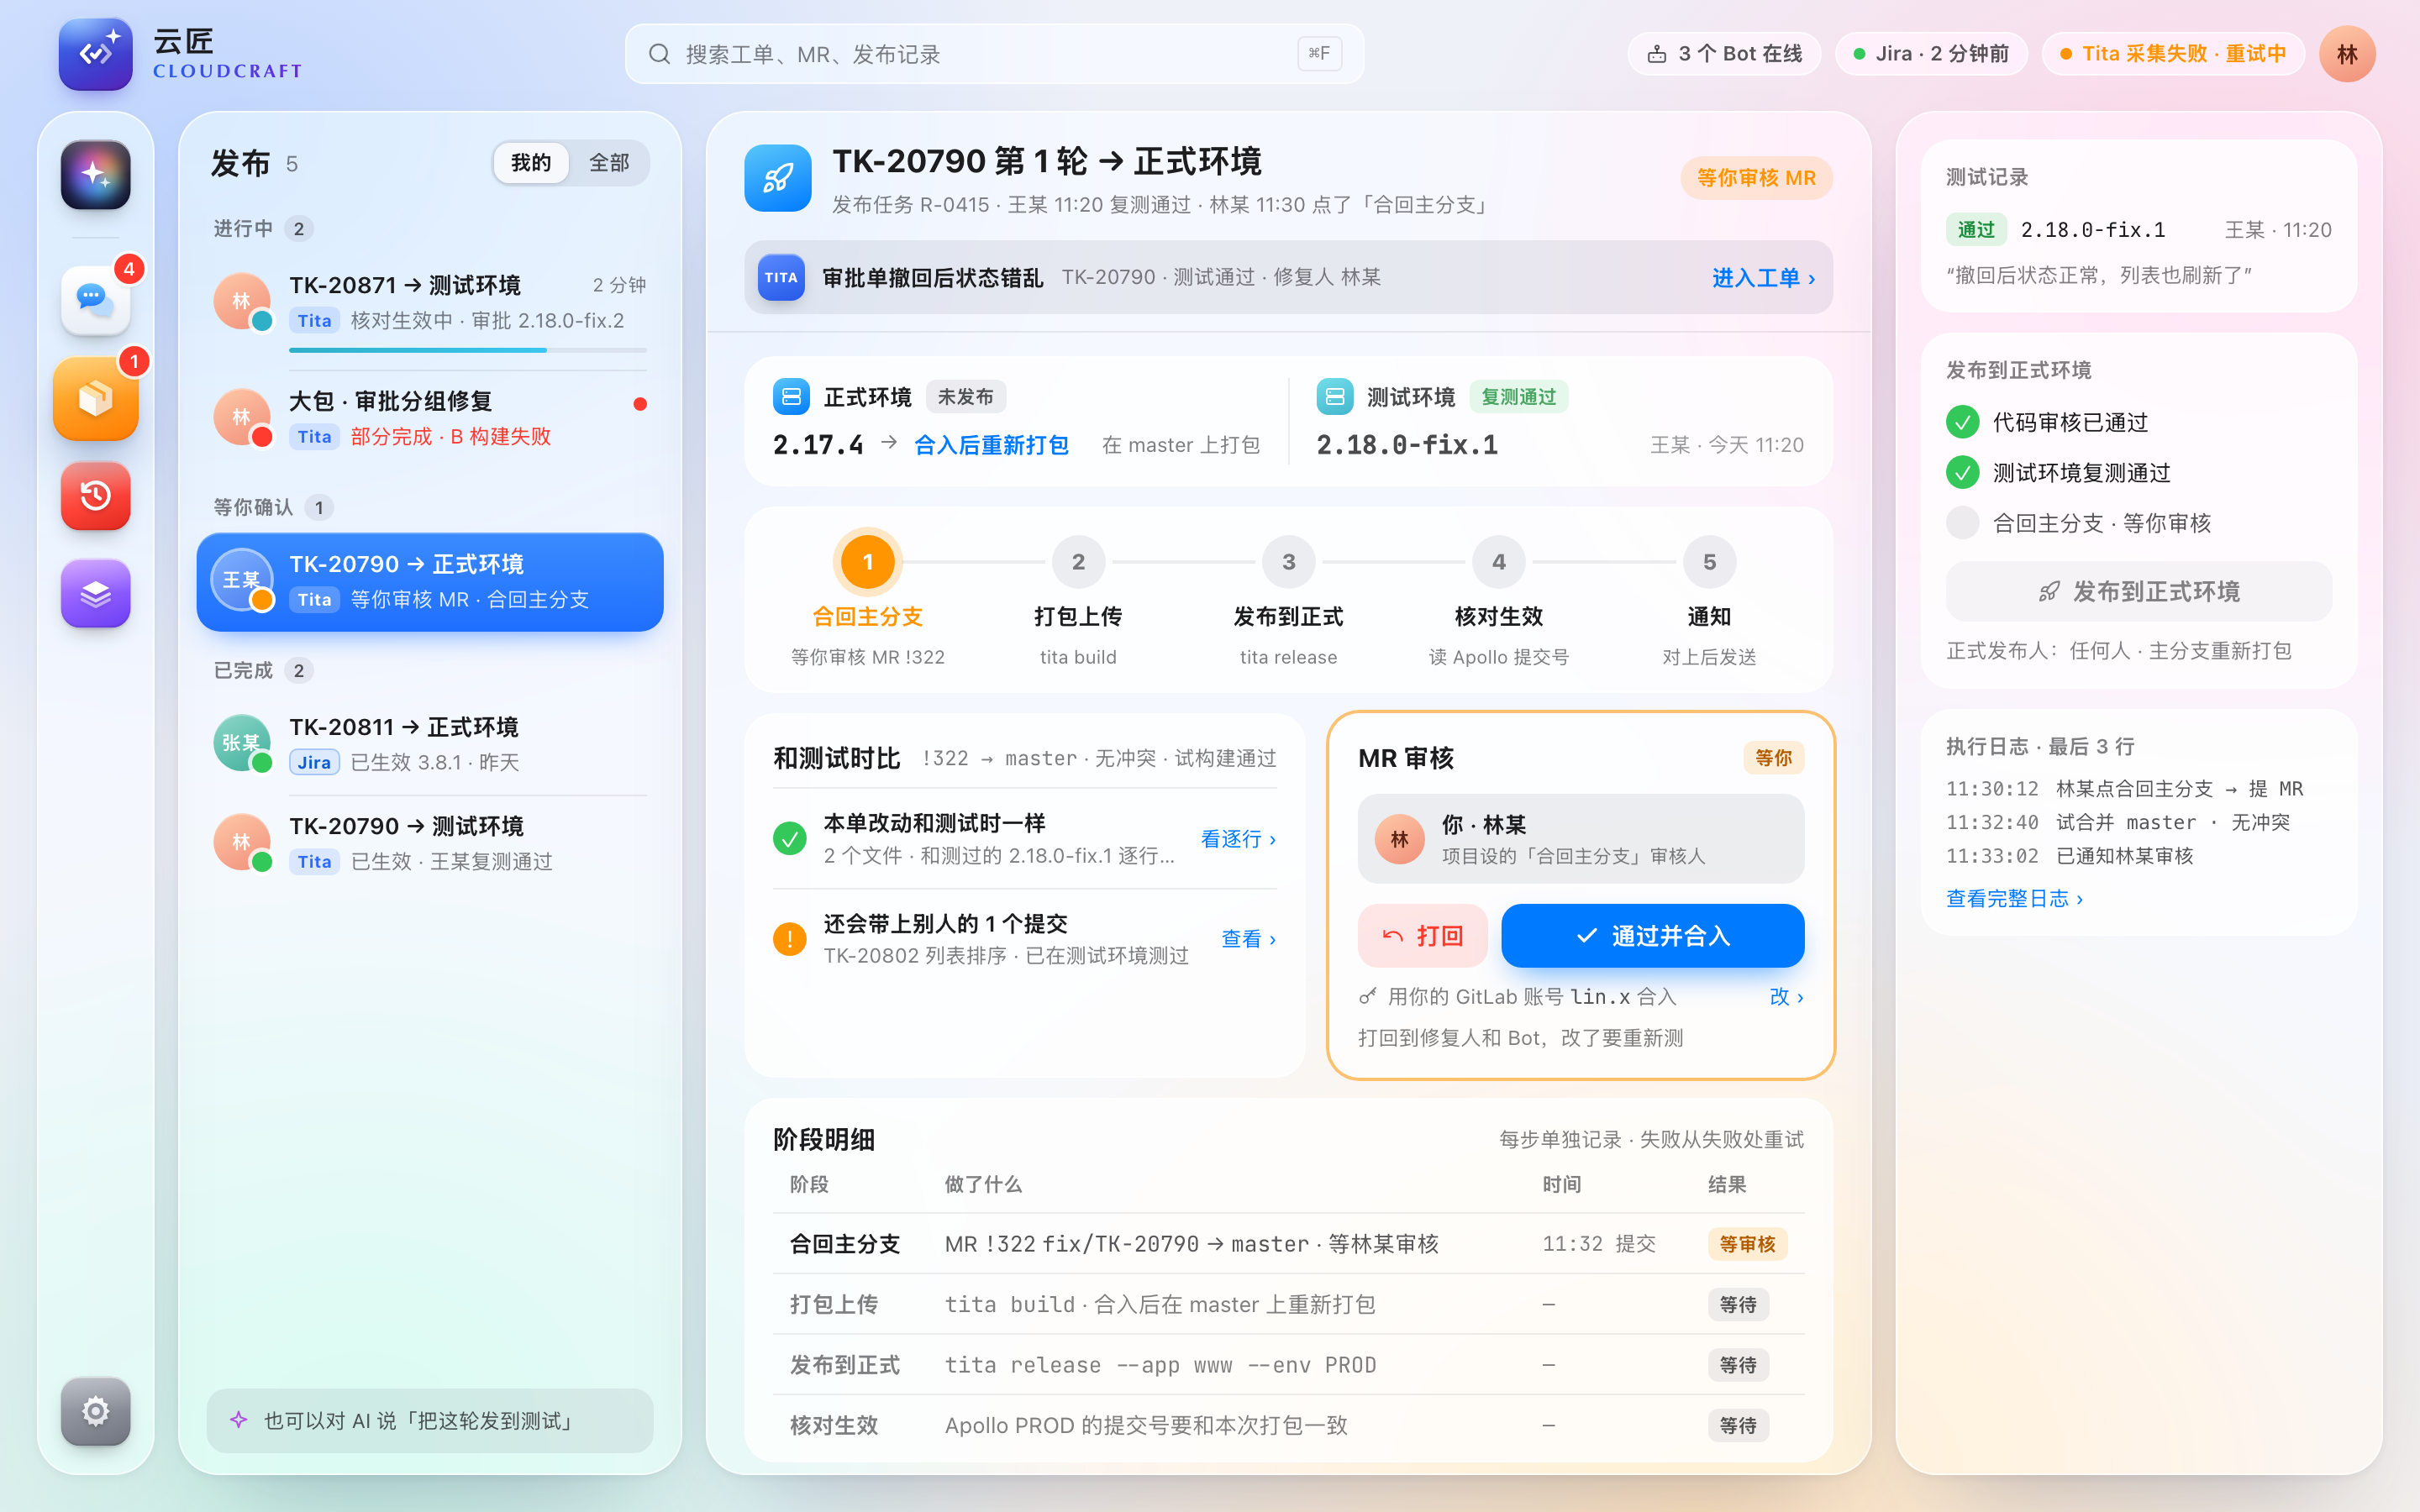 云匠
CLOUDCRAFT
搜索工单、MR、发布记录
⌘F
3 个 Bot 在线
Jira · 2 分钟前
Tita 采集失败 · 重试中
林
4
1
发布 5
我的
全部
进行中 2
林
TK-20871 → 测试环境
2 分钟
Tita 核对生效中 · 审批 2.18.0-fix.2
林
大包 · 审批分组修复
Tita 部分完成 · B 构建失败
等你确认 1
王某
TK-20790 → 正式环境
Tita 等你审核 MR · 合回主分支
已完成 2
张某
TK-20811 → 正式环境
Jira 已生效 3.8.1 · 昨天
林
TK-20790 → 测试环境
Tita 已生效 · 王某复测通过
也可以对 AI 说「把这轮发到测试」
TK-20790 第 1 轮 → 正式环境
发布任务 R-0415 · 王某 11:20 复测通过 · 林某 11:30 点了「合回主分支」
等你审核 MR
TITA 审批单撤回后状态错乱 TK-20790 · 测试通过 · 修复人 林某 进入工单 ›
正式环境 未发布
2.17.4 → 合入后重新打包 在 master 上打包
测试环境 复测通过
2.18.0-fix.1 王某 · 今天 11:20
1 2 3 4 5
合回主分支 打包上传 发布到正式 核对生效 通知
等你审核 MR !322 tita build tita release 读 Apollo 提交号 对上后发送
和测试时比 !322 → master · 无冲突 · 试构建通过
本单改动和测试时一样
2 个文件 · 和测过的 2.18.0-fix.1 逐行...
看逐行 ›
还会带上别人的 1 个提交
TK-20802 列表排序 · 已在测试环境测过
查看 ›
MR 审核 等你
林
你 · 林某
项目设的「合回主分支」审核人
打回
通过并合入
用你的 GitLab 账号 lin.x 合入 改 ›
打回到修复人和 Bot，改了要重新测
阶段明细 每步单独记录 · 失败从失败处重试
阶段 做了什么 时间 结果
合回主分支 MR !322 fix/TK-20790 → master · 等林某审核 11:32 提交 等审核
打包上传 tita build · 合入后在 master 上重新打包 — 等待
发布到正式 tita release --app www --env PROD — 等待
核对生效 Apollo PROD 的提交号要和本次打包一致 — 等待
测试记录
通过 2.18.0-fix.1 王某 · 11:20
“撤回后状态正常，列表也刷新了”
发布到正式环境
代码审核已通过
测试环境复测通过
合回主分支 · 等你审核
发布到正式环境
正式发布人：任何人 · 主分支重新打包
执行日志 · 最后 3 行
11:30:12 林某点合回主分支 → 提 MR
11:32:40 试合并 master · 无冲突
11:33:02 已通知林某审核
查看完整日志 ›